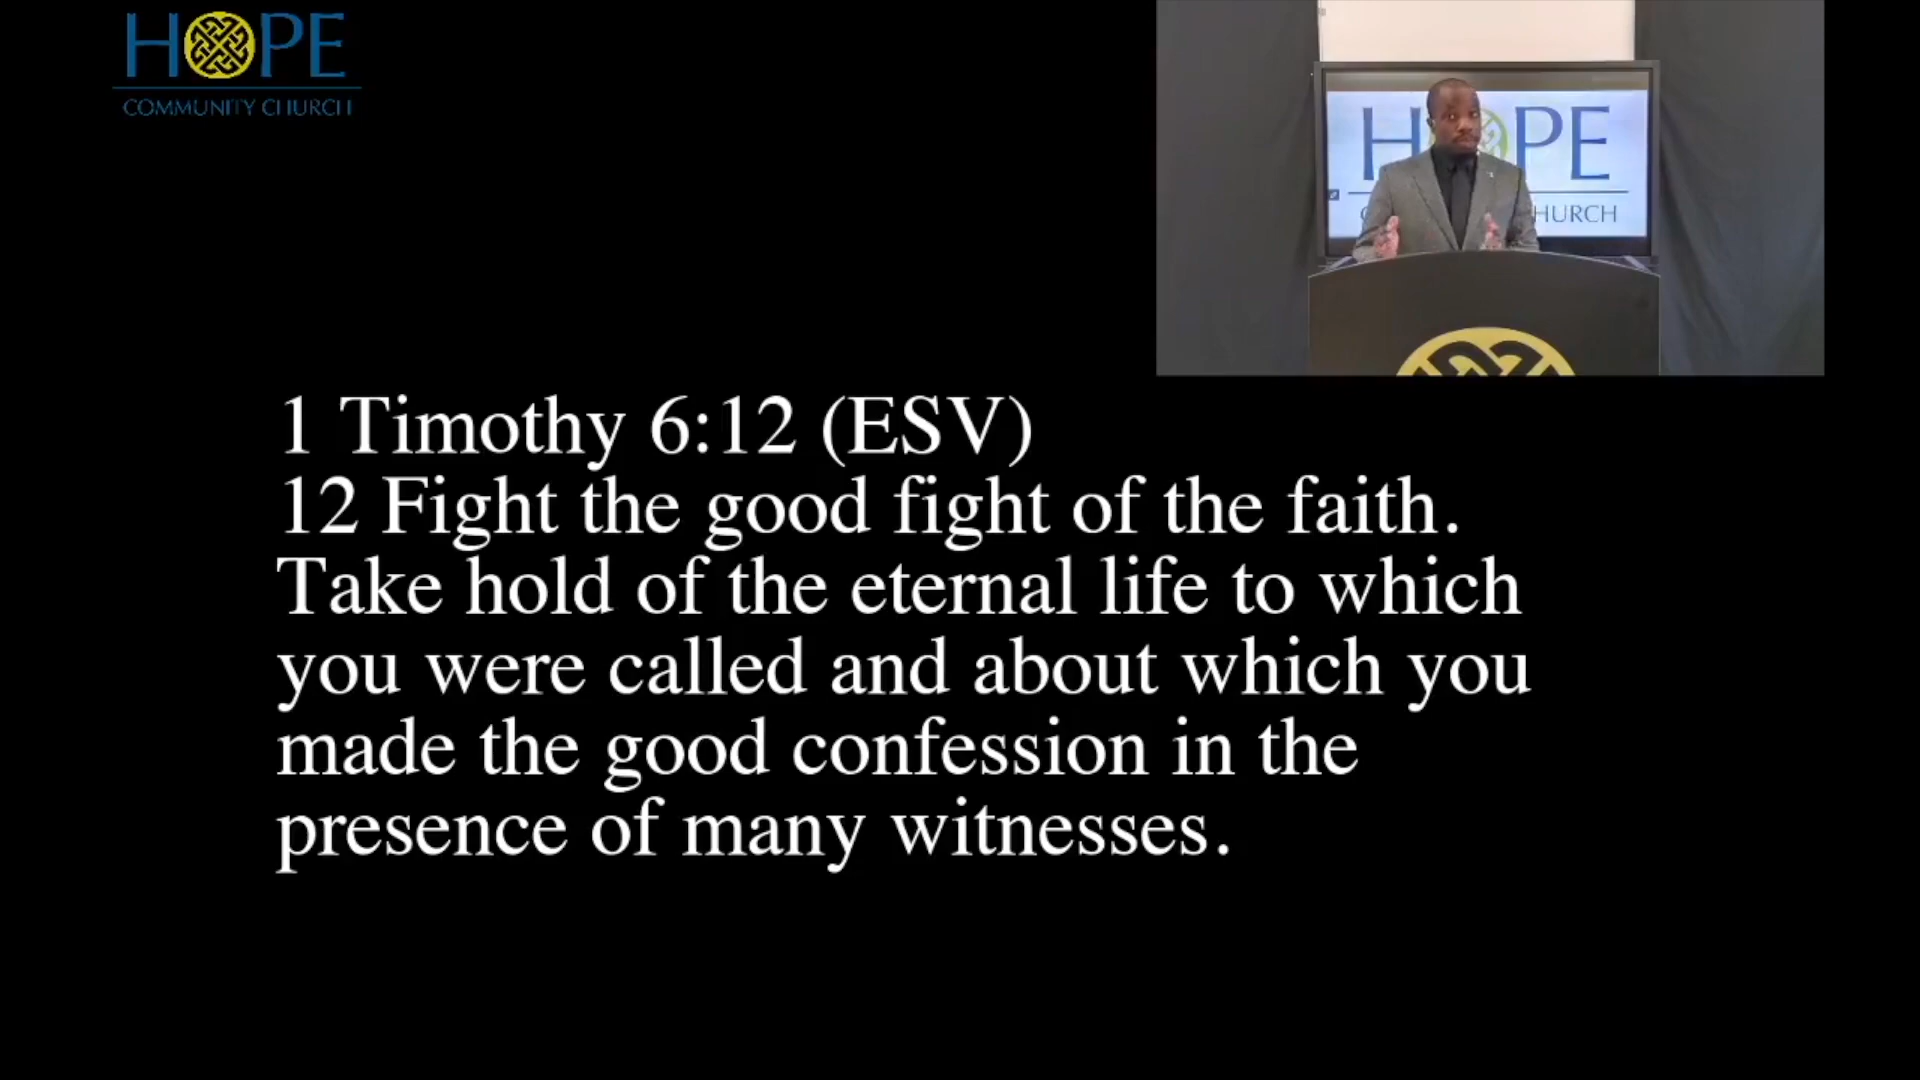 HOPE
COMMUNITY CHURCH
HOPE
CHURCH
1 Timothy 6:12 (ESV)
12 Fight the good fight of the faith.
Take hold of the eternal life to which
you were called and about which you
made the good confession in the
presence of many witnesses.